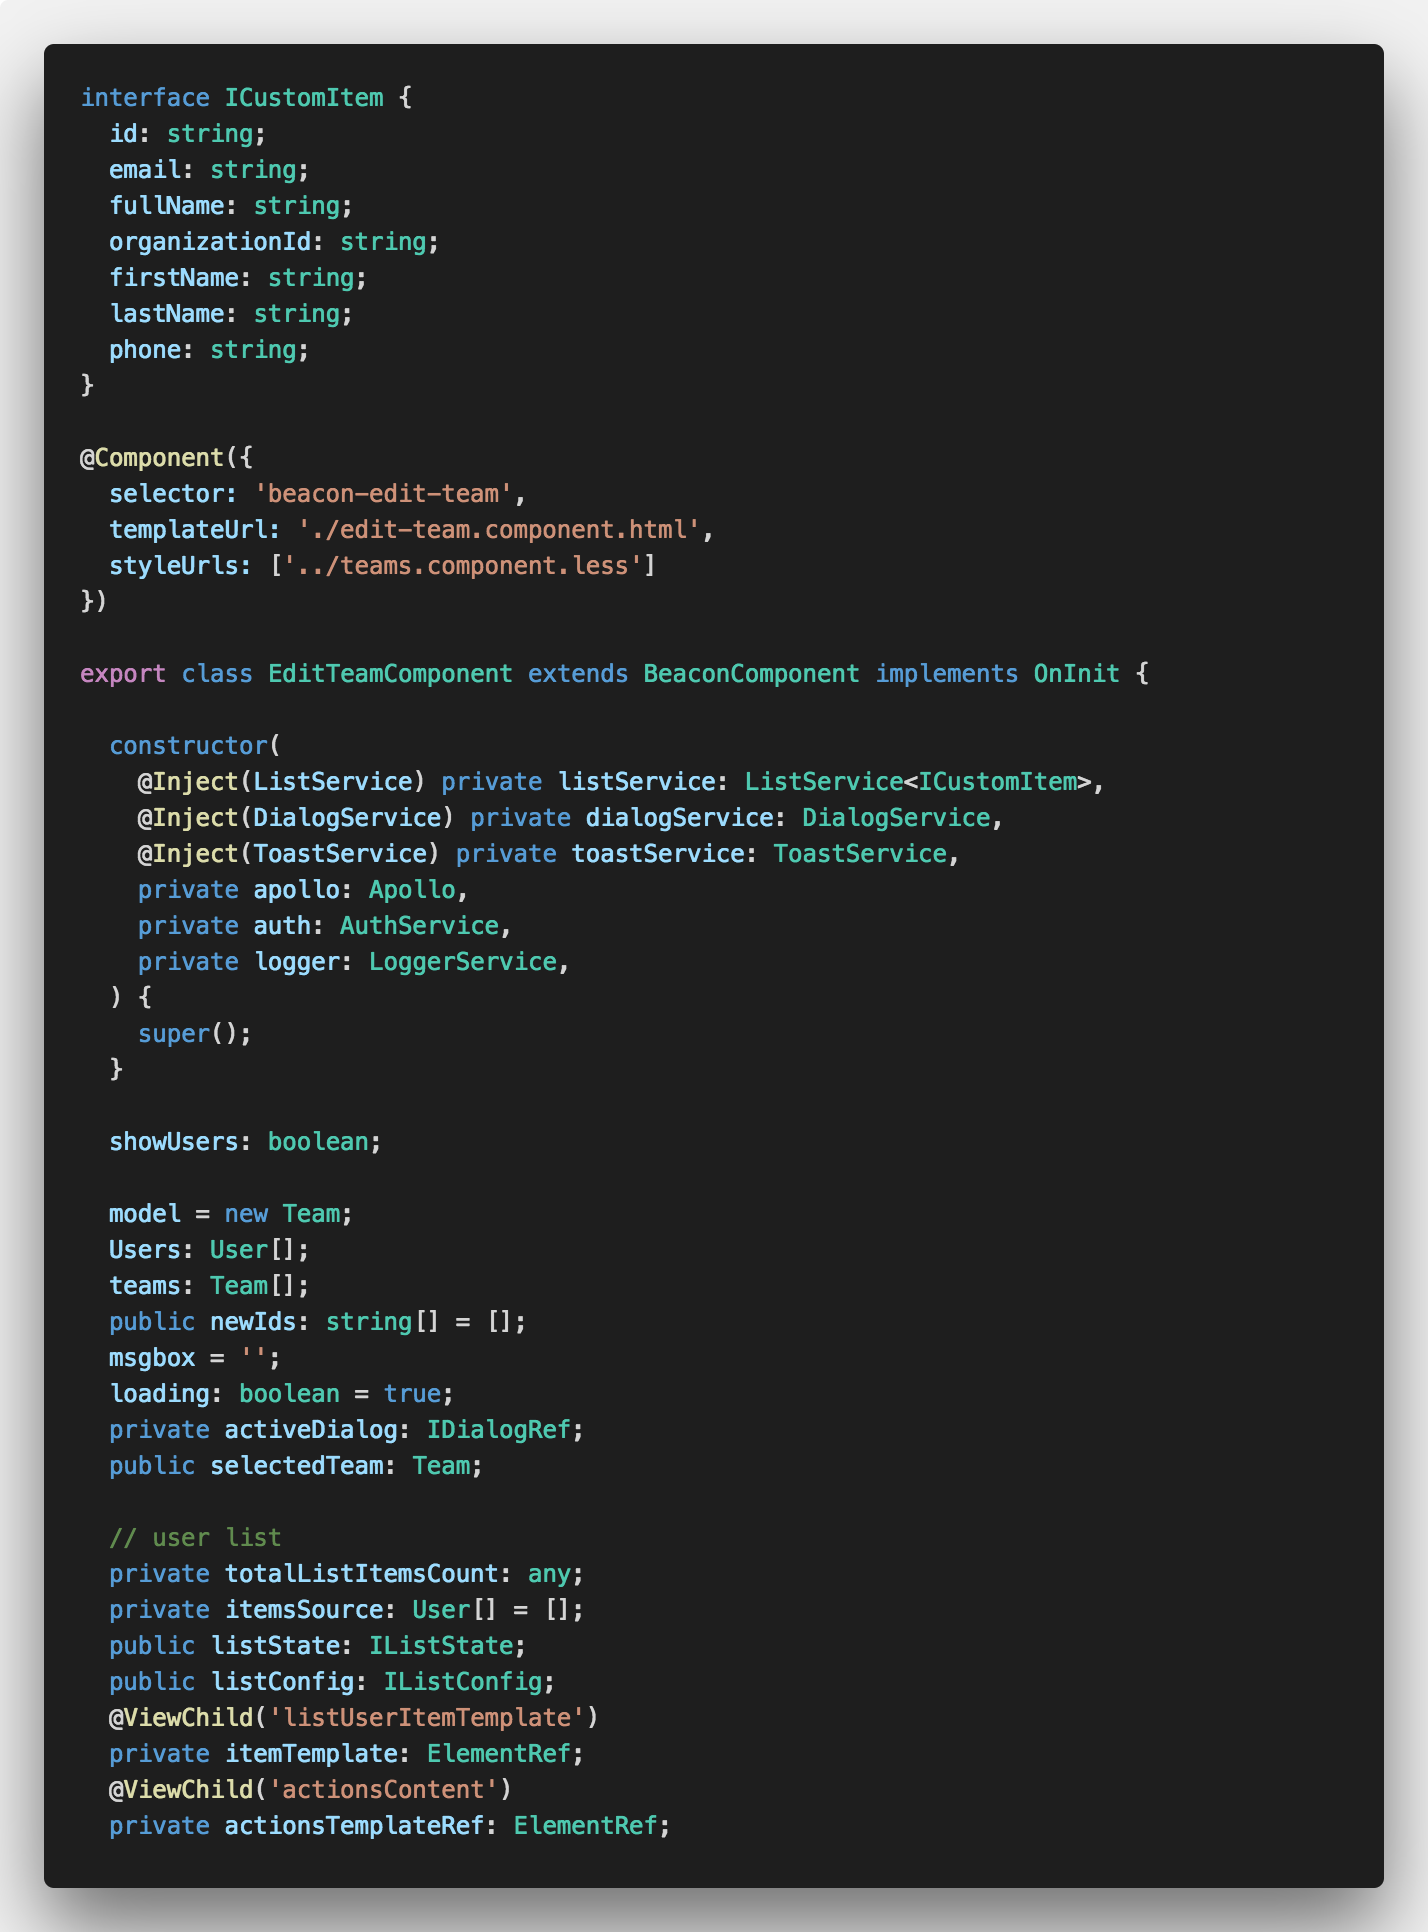 interface ICustomItem {
  id: string;
  email: string;
  fullName: string;
  organizationId: string;
  firstName: string;
  lastName: string;
  phone: string;
}

@Component({
  selector: 'beacon-edit-team',
  templateUrl: './edit-team.component.html',
  styleUrls: ['../teams.component.less']
})

export class EditTeamComponent extends BeaconComponent implements OnInit {

  constructor(
    @Inject(ListService) private listService: ListService<ICustomItem>,
    @Inject(DialogService) private dialogService: DialogService,
    @Inject(ToastService) private toastService: ToastService,
    private apollo: Apollo,
    private auth: AuthService,
    private logger: LoggerService,
  ) {
    super();
  }

  showUsers: boolean;

  model = new Team;
  Users: User[];
  teams: Team[];
  public newIds: string[] = [];
  msgbox = '';
  loading: boolean = true;
  private activeDialog: IDialogRef;
  public selectedTeam: Team;

  // user list
  private totalListItemsCount: any;
  private itemsSource: User[] = [];
  public listState: IListState;
  public listConfig: IListConfig;
  @ViewChild('listUserItemTemplate')
  private itemTemplate: ElementRef;
  @ViewChild('actionsContent')
  private actionsTemplateRef: ElementRef;